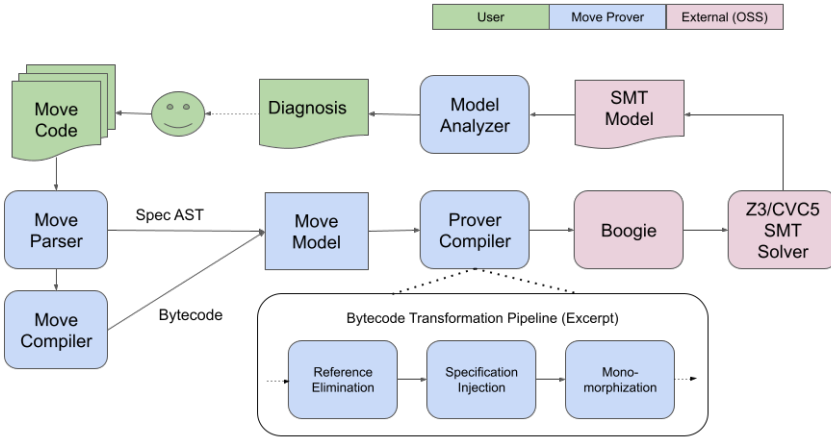 User
Move Prover
External (OSS)
Move
Code
Diagnosis
Model
Analyzer
SMT
Model
Move
Parser
Spec AST
Move
Model
Prover
Compiler
Boogie
Z3/CVC5
SMT
Solver
Move
Compiler
Bytecode
Bytecode Transformation Pipeline (Excerpt)
Reference
Elimination
Specification
Injection
Mono-
morphization